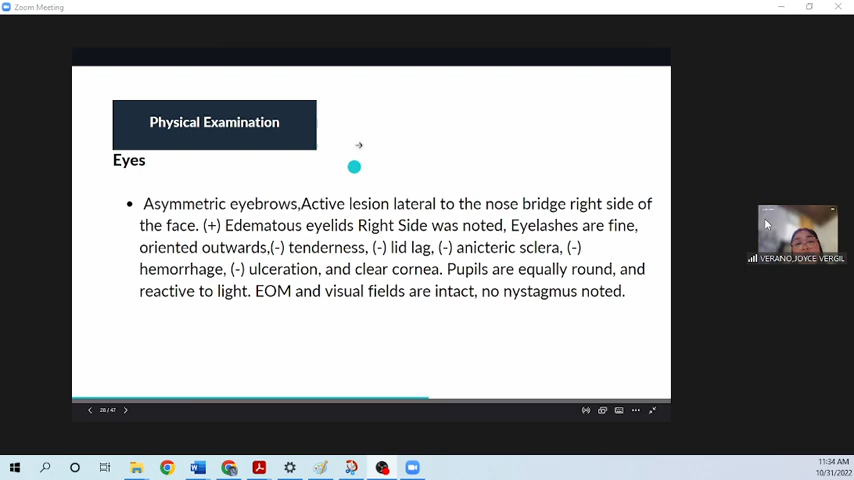 Zoom Meeting
Physical Examination
Eyes
• Asymmetric eyebrows,Active lesion lateral to the nose bridge right side of
the face. (+) Edematous eyelids Right Side was noted, Eyelashes are fine,
oriented outwards,(-) tenderness, (-) lid lag, (-) anicteric sclera, (-)
hemorrhage, (-) ulceration, and clear cornea. Pupils are equally round, and
reactive to light. EOM and visual fields are intact, no nystagmus noted.
VERANO,JOYCE VERGIL
28/47
11:34 AM
10/31/2022